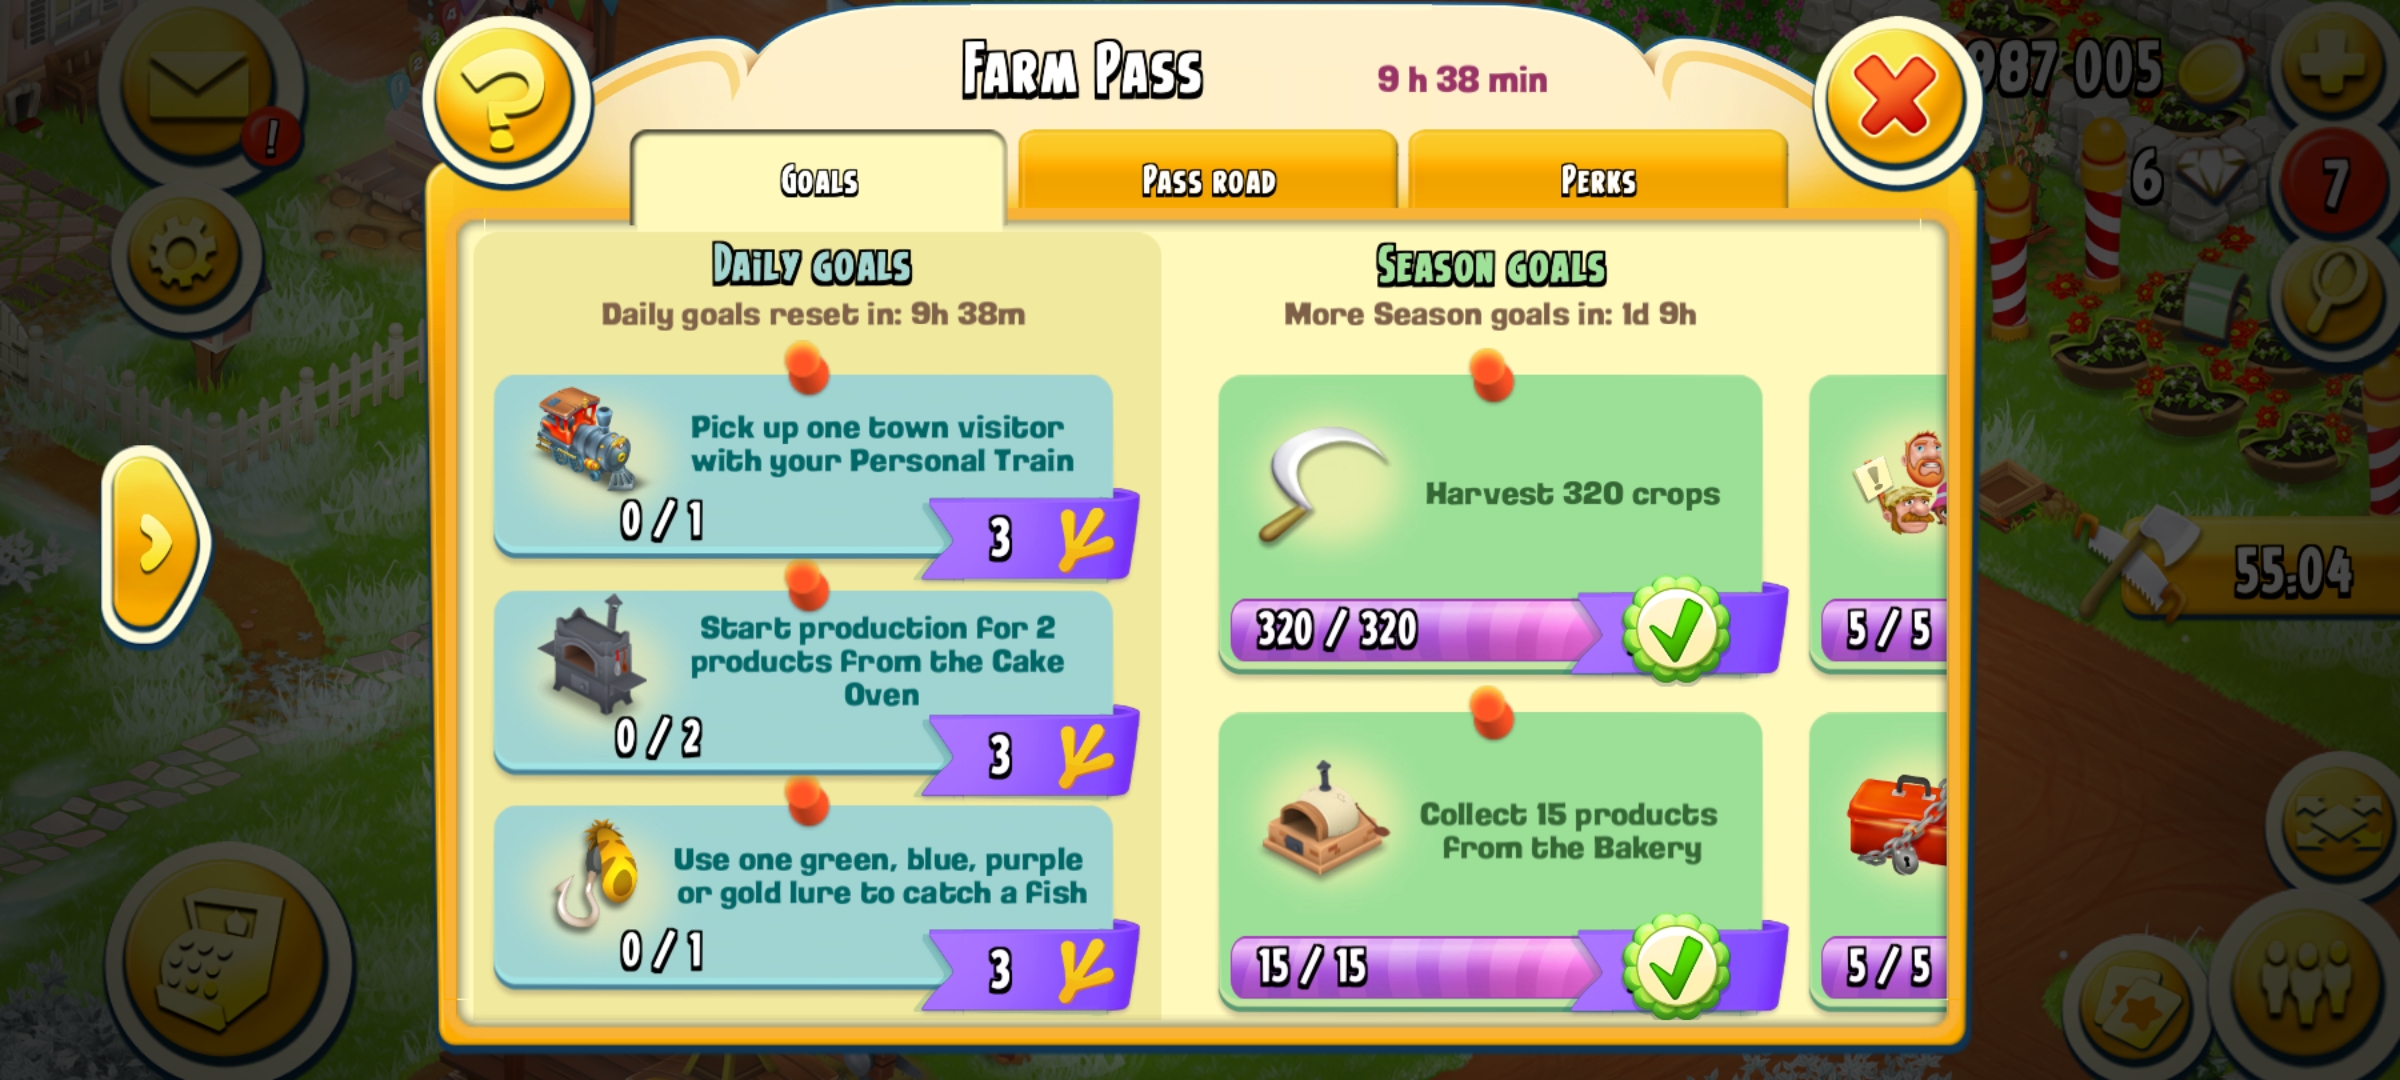 FARM PASS
9 h 38 min
987 005
6
7
GOALS
PASS ROAD
PERKS
DAILY GOALS
Daily goals reset in: 9h 38m
Pick up one town visitor
with your Personal Train
0 / 1
3
Start production for 2
products from the Cake
Oven
0 / 2
3
Use one green, blue, purple
or gold lure to catch a fish
0 / 1
3
SEASON GOALS
More Season goals in: 1d 9h
Harvest 320 crops
320 / 320
5 / 5
Collect 15 products
from the Bakery
15 / 15
5 / 5
55:04